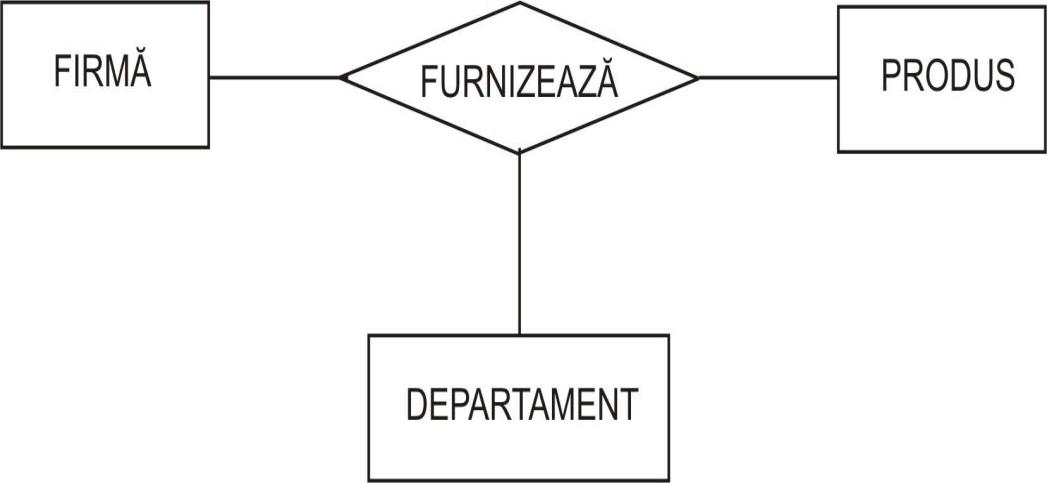 FIRMĂ
FURNIZEAZĂ
PRODUS
DEPARTAMENT